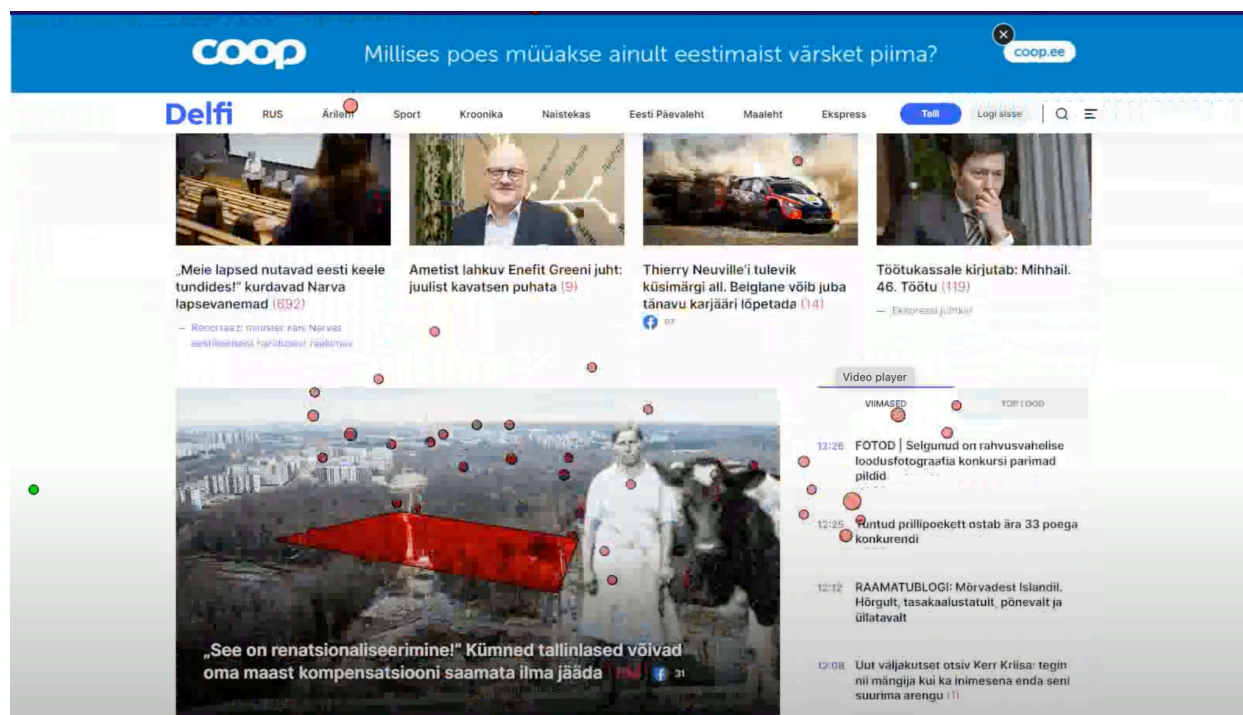 coop
Millises poes müüakse ainult eestimaist värsket piima?
coop.ee
Delfi
RUS
Ärileht
Sport
Kroonika
Naistekas
Eesti Päevaleht
Maaleht
Ekspress
Telli
Logi sisse
„Meie lapsed nutavad eesti keele
tundides!“ kurdavad Narva
lapsevanemad (692)
Ametist lahkuv Enefit Greeni juht:
juulist kavatsen puhata (9)
Thierry Neuville'i tulevik
küsimärgi all. Belglane võib juba
tänavu karjääri lõpetada (14)
97
Töötukassale kirjutab: Mihhail.
46. Töötu (119)
— Ekspressi juhtkiri
Video player
VIIMASED
TOP LOOD
12:26 FOTOD | Selgunud on rahvusvahelise
loodusfotograafia konkursi parimad
pildid
12:25 Tuntud prillipoekett ostab ära 33 poega
konkurendi
12:12 RAAMATUBLOGI: Mõrvadest Islandil.
Hõrgult, tasakaalustatult, põnevalt ja
üllatavalt
12:08 Uut väljakutset otsiv Kerr Kriisa: tegin
nii mängija kui ka inimesena enda seni
suurima arengu (1)
„See on renatsionaliseerimine!“ Kümned tallinlased võivad
oma maast kompensatsiooni saamata ilma jääda
31